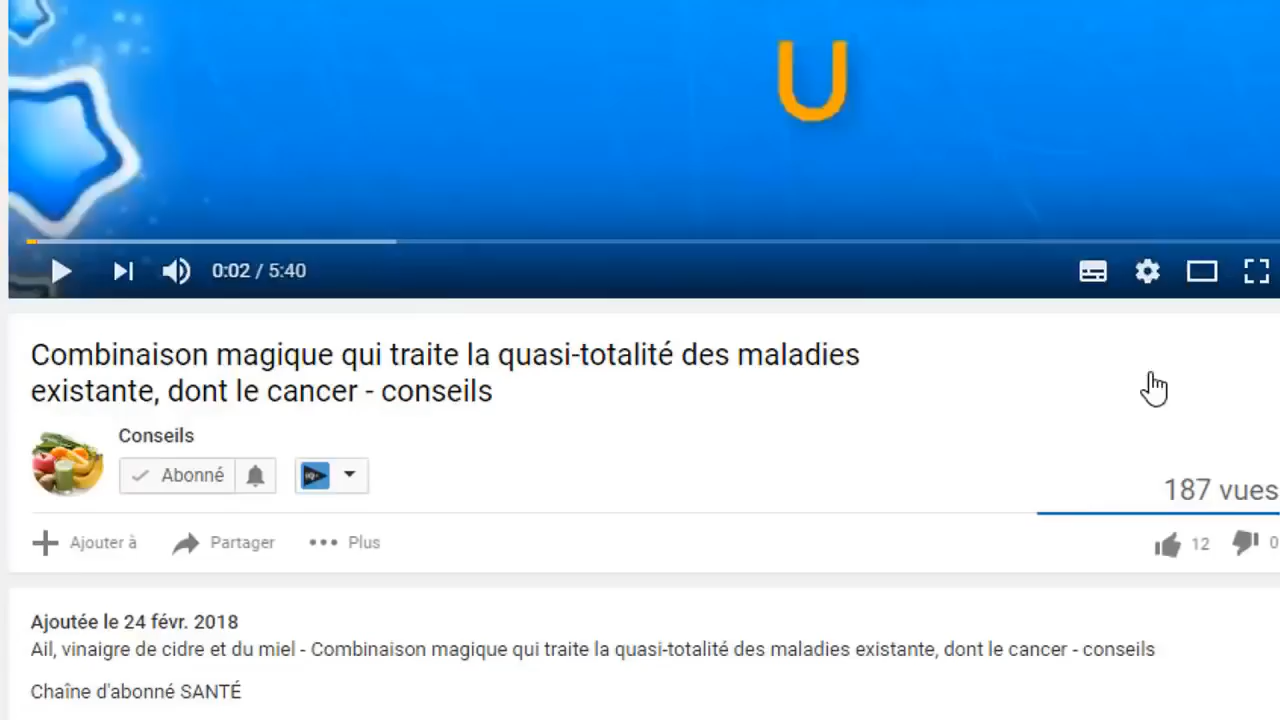 U
0:02 / 5:40
Combinaison magique qui traite la quasi-totalité des maladies
existante, dont le cancer - conseils
Conseils
Abonné
187 vues
Ajouter à
Partager
Plus
12
0
Ajoutée le 24 févr. 2018
Ail, vinaigre de cidre et du miel - Combinaison magique qui traite la quasi-totalité des maladies existante, dont le cancer - conseils
Chaîne d'abonné SANTÉ